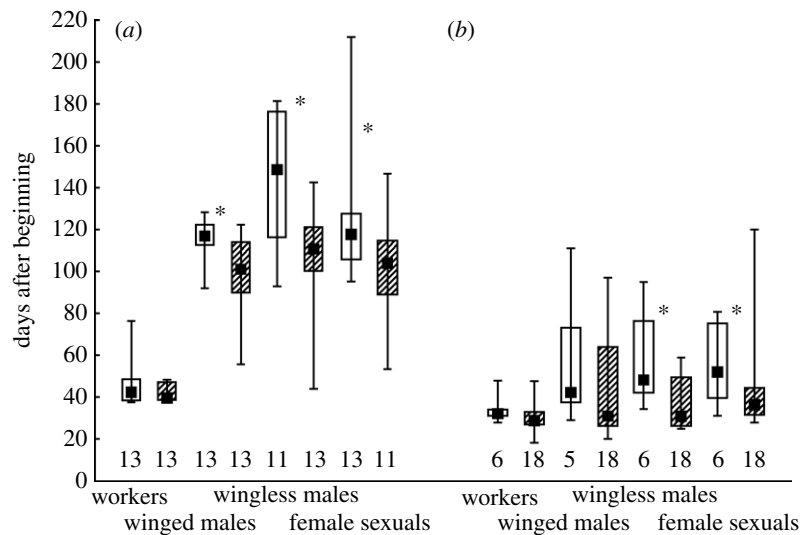 220
200
180
160
140
120
100
80
60
40
20
0
days after beginning
(a)
(b)
*
*
*
*
*
13 13 13 13 11 13 13 11
6 18 5 18 6 18 6 18
workers wingless males
winged males female sexuals
workers wingless males
winged males female sexuals